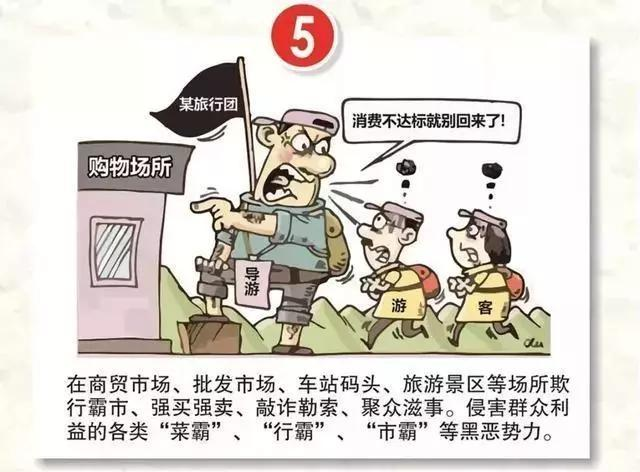 5
某旅行团
消费不达标就别回来了!
购物场所
导
游
游
客
在商贸市场、批发市场、车站码头、旅游景区等场所欺
行霸市、强买强卖、敲诈勒索、聚众滋事。侵害群众利
益的各类“菜霸”、“行霸”、“市霸”等黑恶势力。